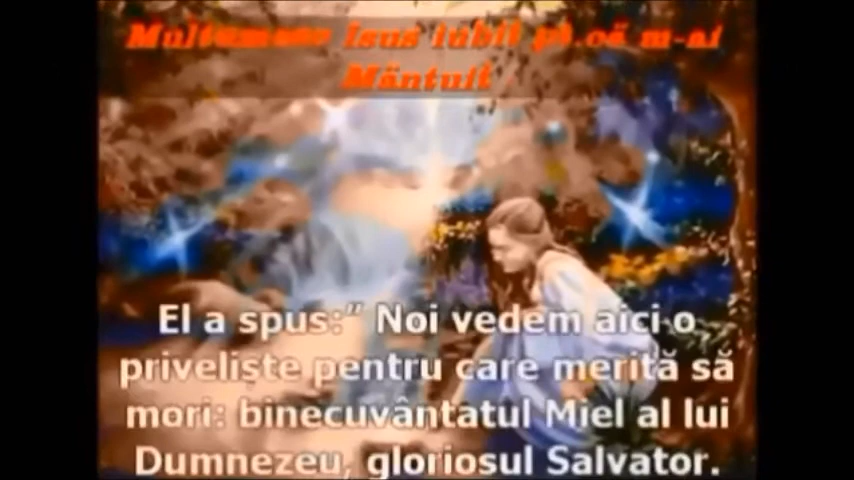 Multumesc Isus iubit pt.că m-ai
Mântuit
El a spus:” Noi vedem aici o
priveliște pentru care merită să
mori: binecuvântatul Miel al lui
Dumnezeu, gloriosul Salvator.